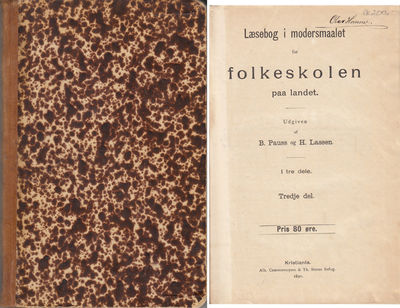 Læsebog i modersmaalet
for
folkeskolen
paa landet.
Udgiven
af
B. Pauss og H. Lassen
I tre dele.
Tredje del.
Pris 80 øre.
Kristiania.
Alb. Cammermeyers & Th. Steens forlag.